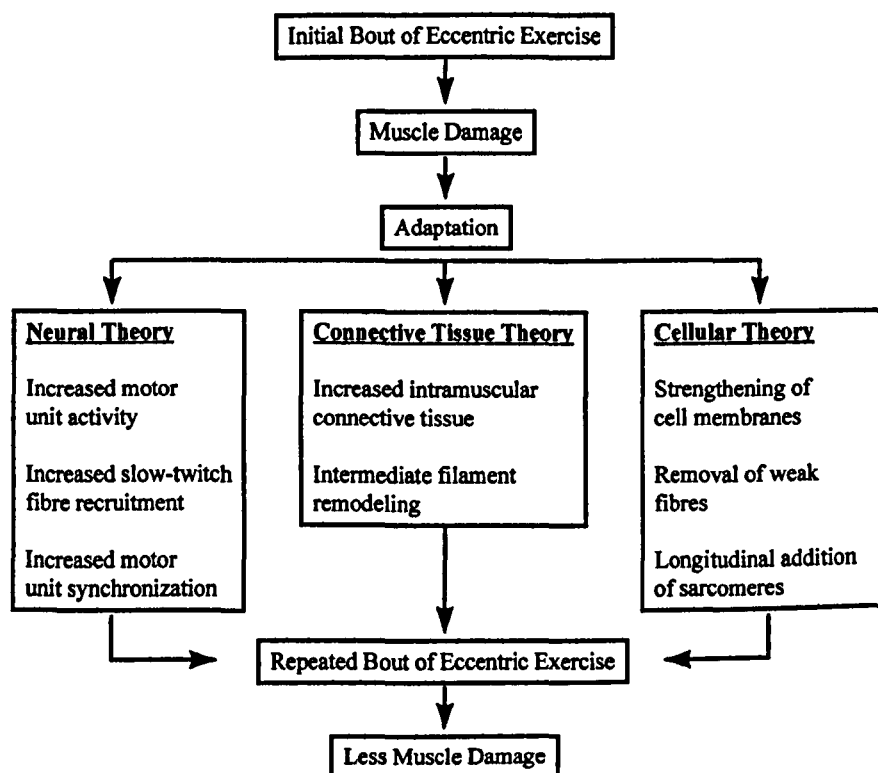 Initial Bout of Eccentric Exercise
Muscle Damage
Adaptation
Neural Theory
Increased motor
unit activity
Increased slow-twitch
fibre recruitment
Increased motor
unit synchronization
Connective Tissue Theory
Increased intramuscular
connective tissue
Intermediate filament
remodeling
Cellular Theory
Strengthening of
cell membranes
Removal of weak
fibres
Longitudinal addition
of sarcomeres
Repeated Bout of Eccentric Exercise
Less Muscle Damage